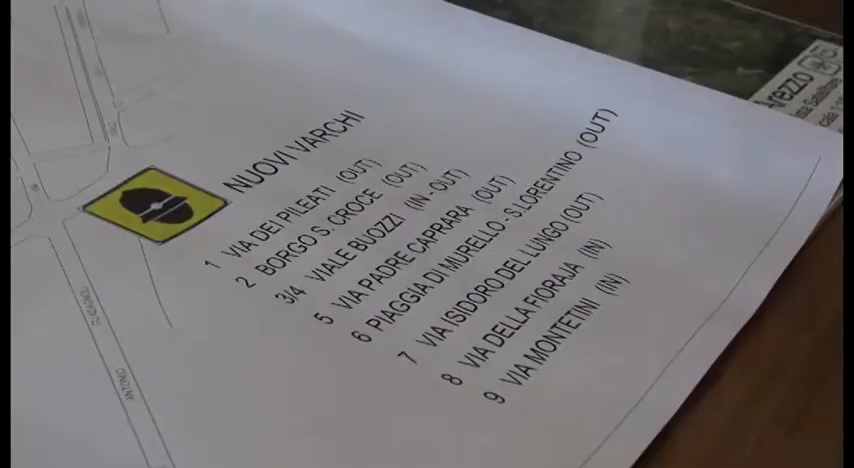 NUOVI VARCHI
1 VIA DEI PILEATI (OUT)
2 BORGO S. CROCE (OUT)
3/4 VIALE BUOZZI (IN - OUT)
5 VIA PADRE CAPRARA (OUT)
6 PIAGGIA DI MURELLO - S.LORENTINO (OUT)
7 VIA ISIDORO DEL LUNGO (OUT)
8 VIA DELLA FIORAJA (IN)
9 VIA MONTETINI (IN)
Arezzo
ANTONIO